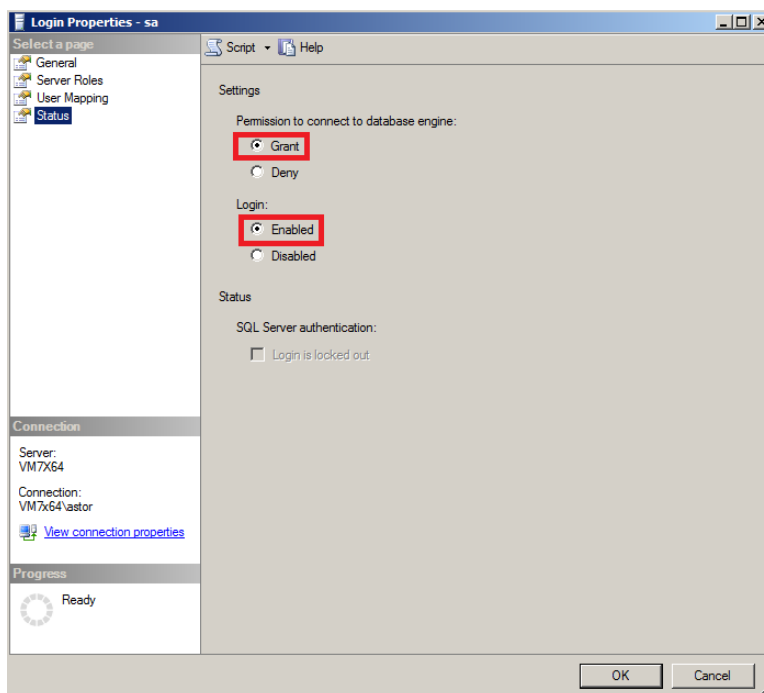 Login Properties - sa
Select a page
General
Server Roles
User Mapping
Status
Script Help
Settings
Permission to connect to database engine:
Grant
Deny
Login:
Enabled
Disabled
Status
SQL Server authentication:
Login is locked out
Connection
Server:
VM7X64
Connection:
VM7x64\astor
View connection properties
Progress
Ready
OK Cancel